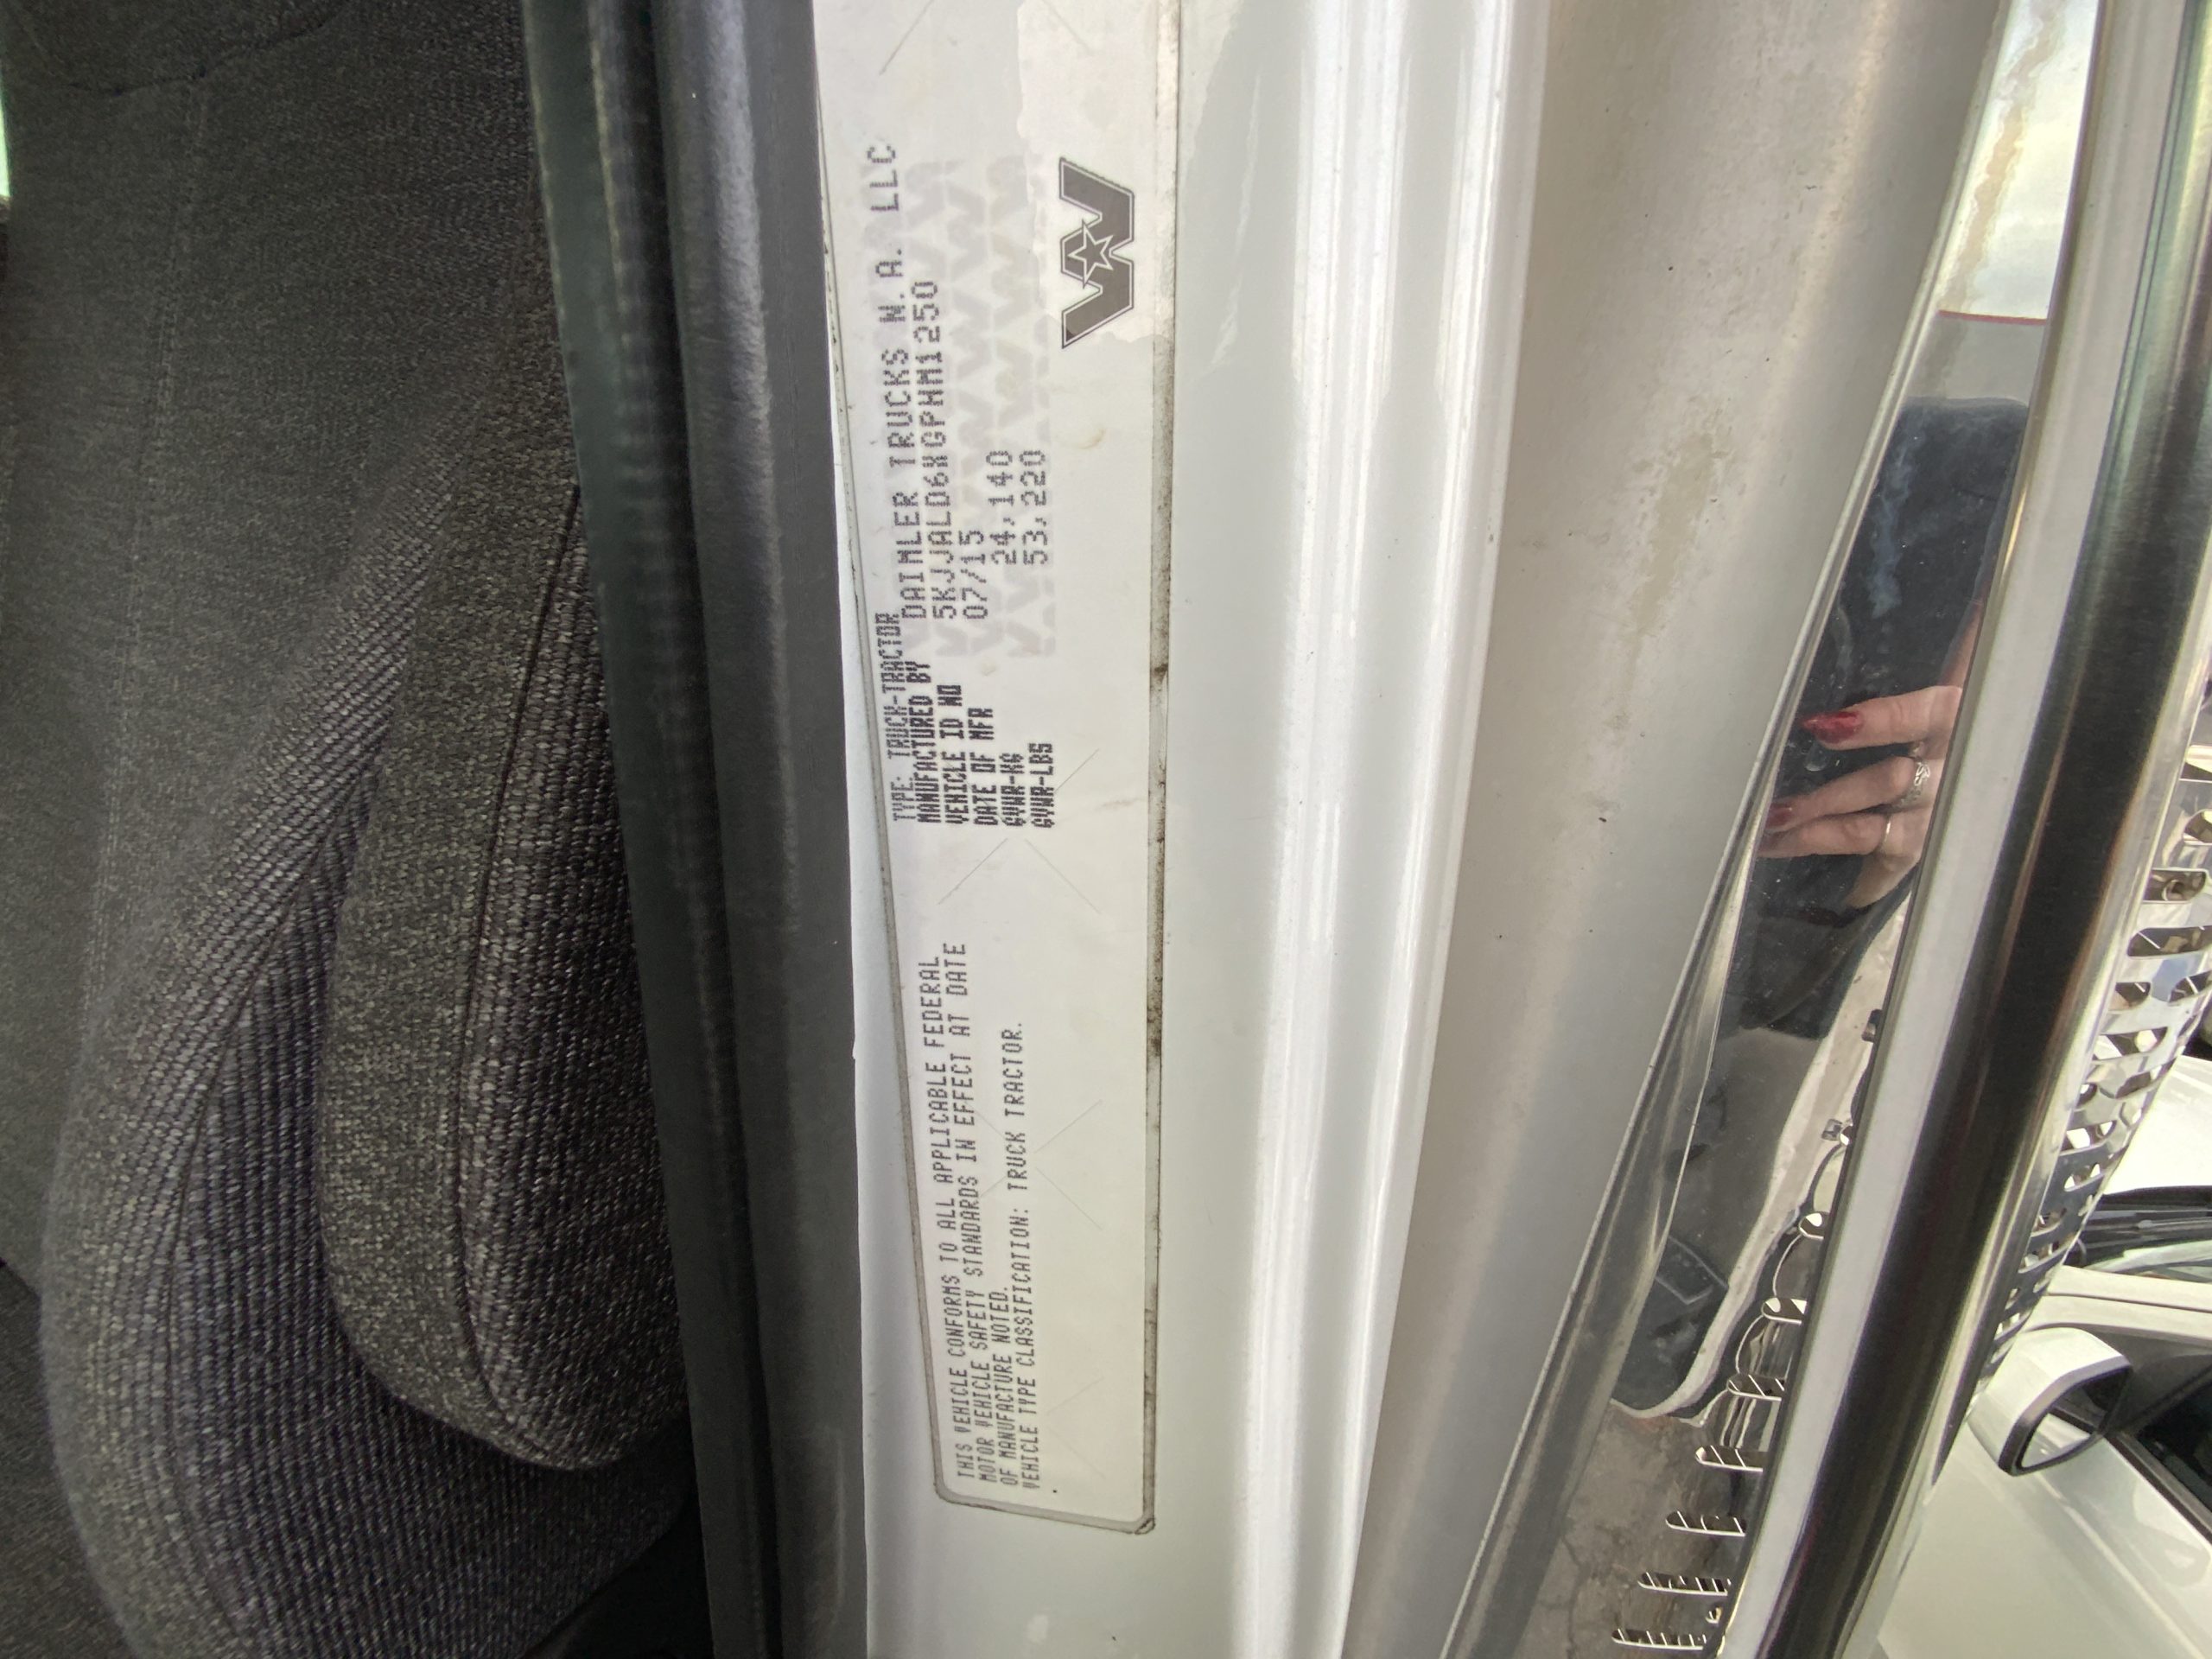 TYPE: TRUCK-TRACTOR
MANUFACTURED BY DAIMLER TRUCKS N.A. LLC
VEHICLE ID NO 5KJJALD6XGPHM1250
DATE OF MFR 07/15
GVWR-KG 24,140
GVWR-LBS 53,220
THIS VEHICLE CONFORMS TO ALL APPLICABLE FEDERAL
MOTOR VEHICLE SAFETY STANDARDS IN EFFECT AT DATE
OF MANUFACTURE NOTED.
VEHICLE TYPE CLASSIFICATION: TRUCK TRACTOR.